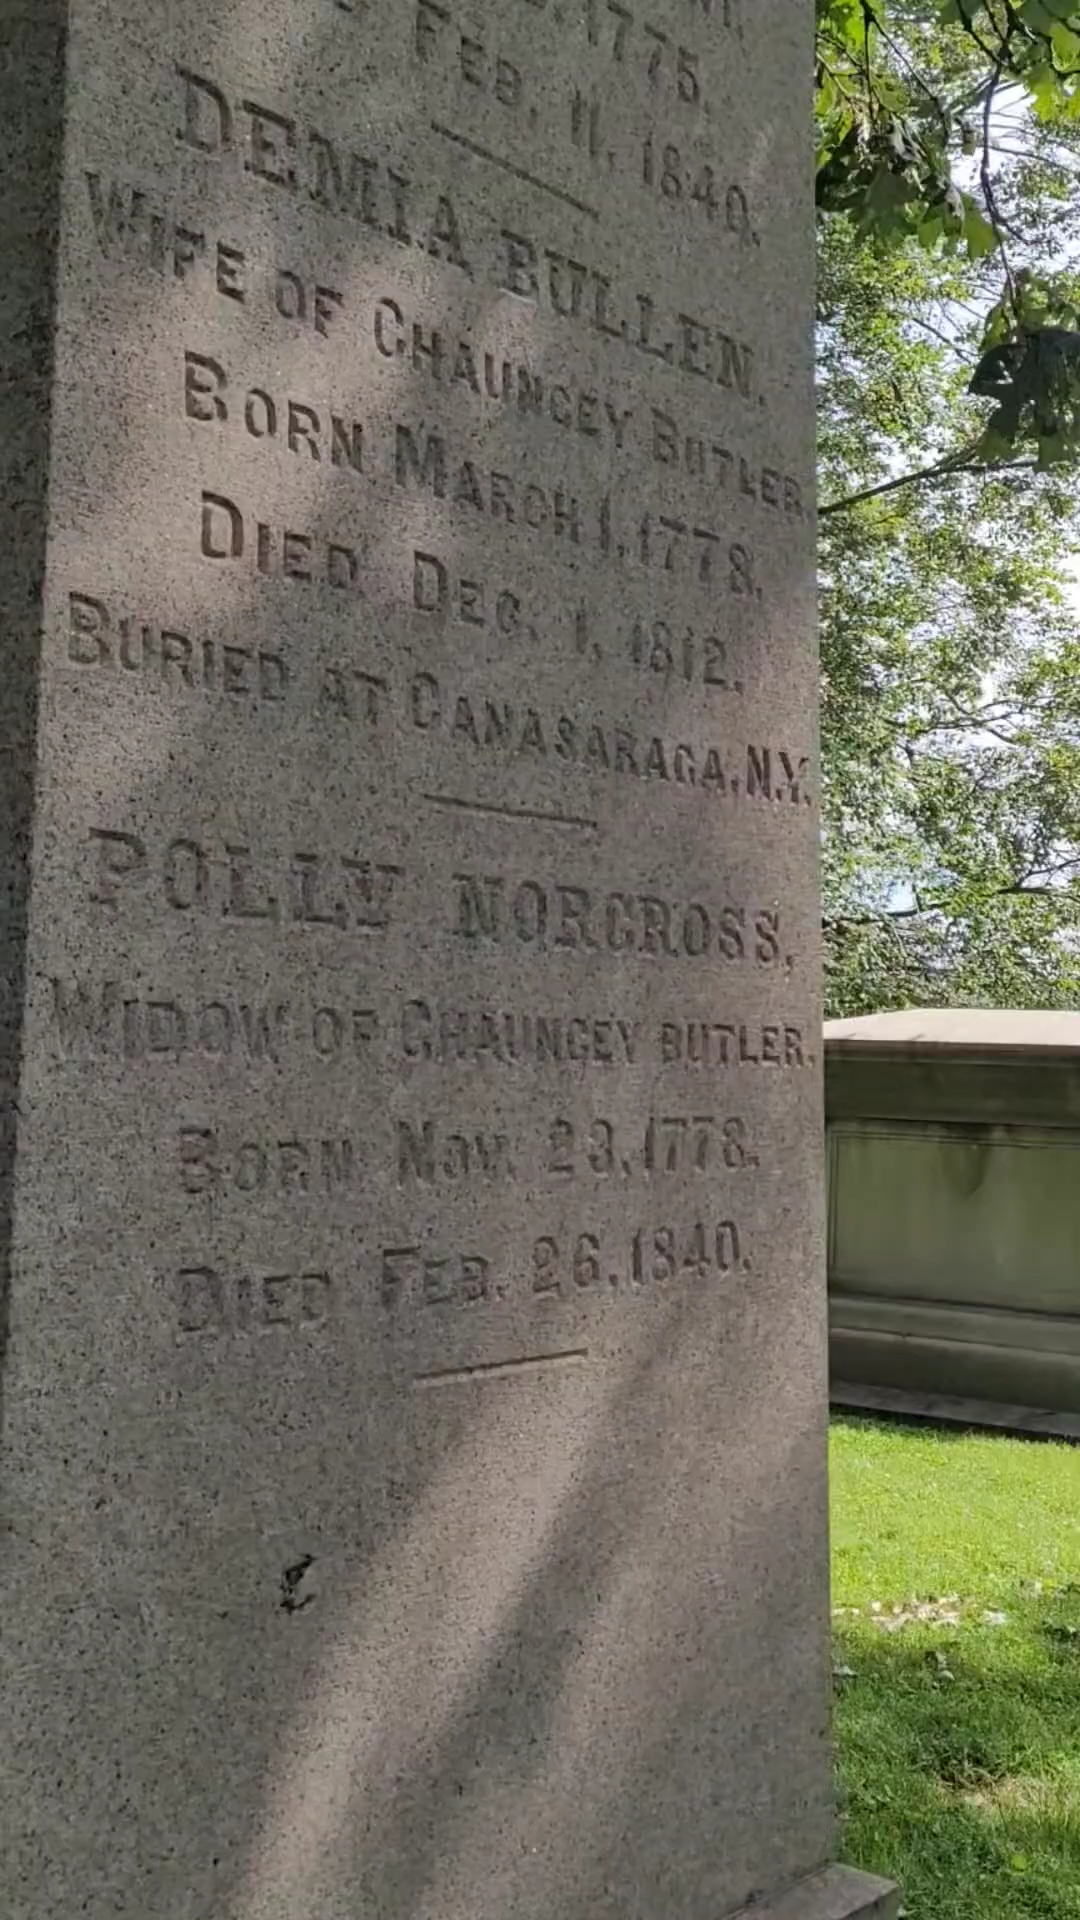 1775.
FEB. 11, 1840.
DEMIA BULLEN.
WIFE OF CHAUNCEY BUTLER.
BORN MARCH 1, 1778.
DIED DEC. 1, 1812.
BURIED AT CANASARAGA, N.Y.
POLLY NORCROSS.
WIDOW OF CHAUNCEY BUTLER.
BORN NOV. 23, 1778.
DIED FEB. 26, 1840.